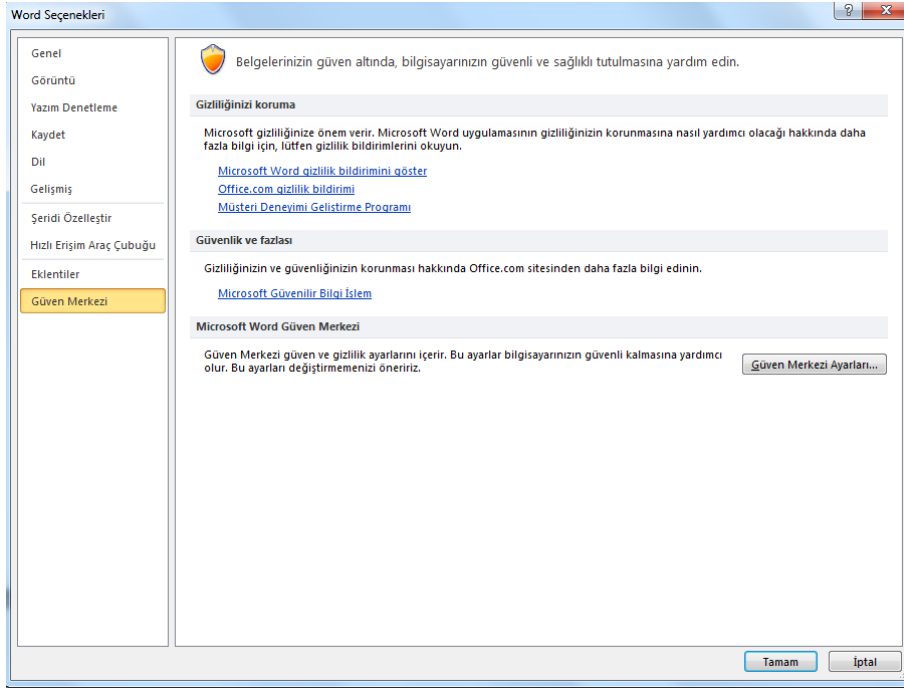 Word Seçenekleri
Genel
Görüntü
Yazım Denetleme
Kaydet
Dil
Gelişmiş
Şeridi Özelleştir
Hızlı Erişim Araç Çubuğu
Eklentiler
Güven Merkezi
Belgelerinizin güven altında, bilgisayarınızın güvenli ve sağlıklı tutulmasına yardım edin.
Gizliliğinizi koruma
Microsoft gizliliğinize önem verir. Microsoft Word uygulamasının gizliliğinizin korunmasına nasıl yardımcı olacağı hakkında daha
fazla bilgi için, lütfen gizlilik bildirimlerini okuyun.
Microsoft Word gizlilik bildirimini göster
Office.com gizlilik bildirimi
Müşteri Deneyimi Geliştirme Programı
Güvenlik ve fazlası
Gizliliğinizin ve güvenliğinizin korunması hakkında Office.com sitesinden daha fazla bilgi edinin.
Microsoft Güvenilir Bilgi İşlem
Microsoft Word Güven Merkezi
Güven Merkezi güven ve gizlilik ayarlarını içerir. Bu ayarlar bilgisayarınızın güvenli kalmasına yardımcı
olur. Bu ayarları değiştirmemenizi öneririz.
Güven Merkezi Ayarları...
Tamam
İptal